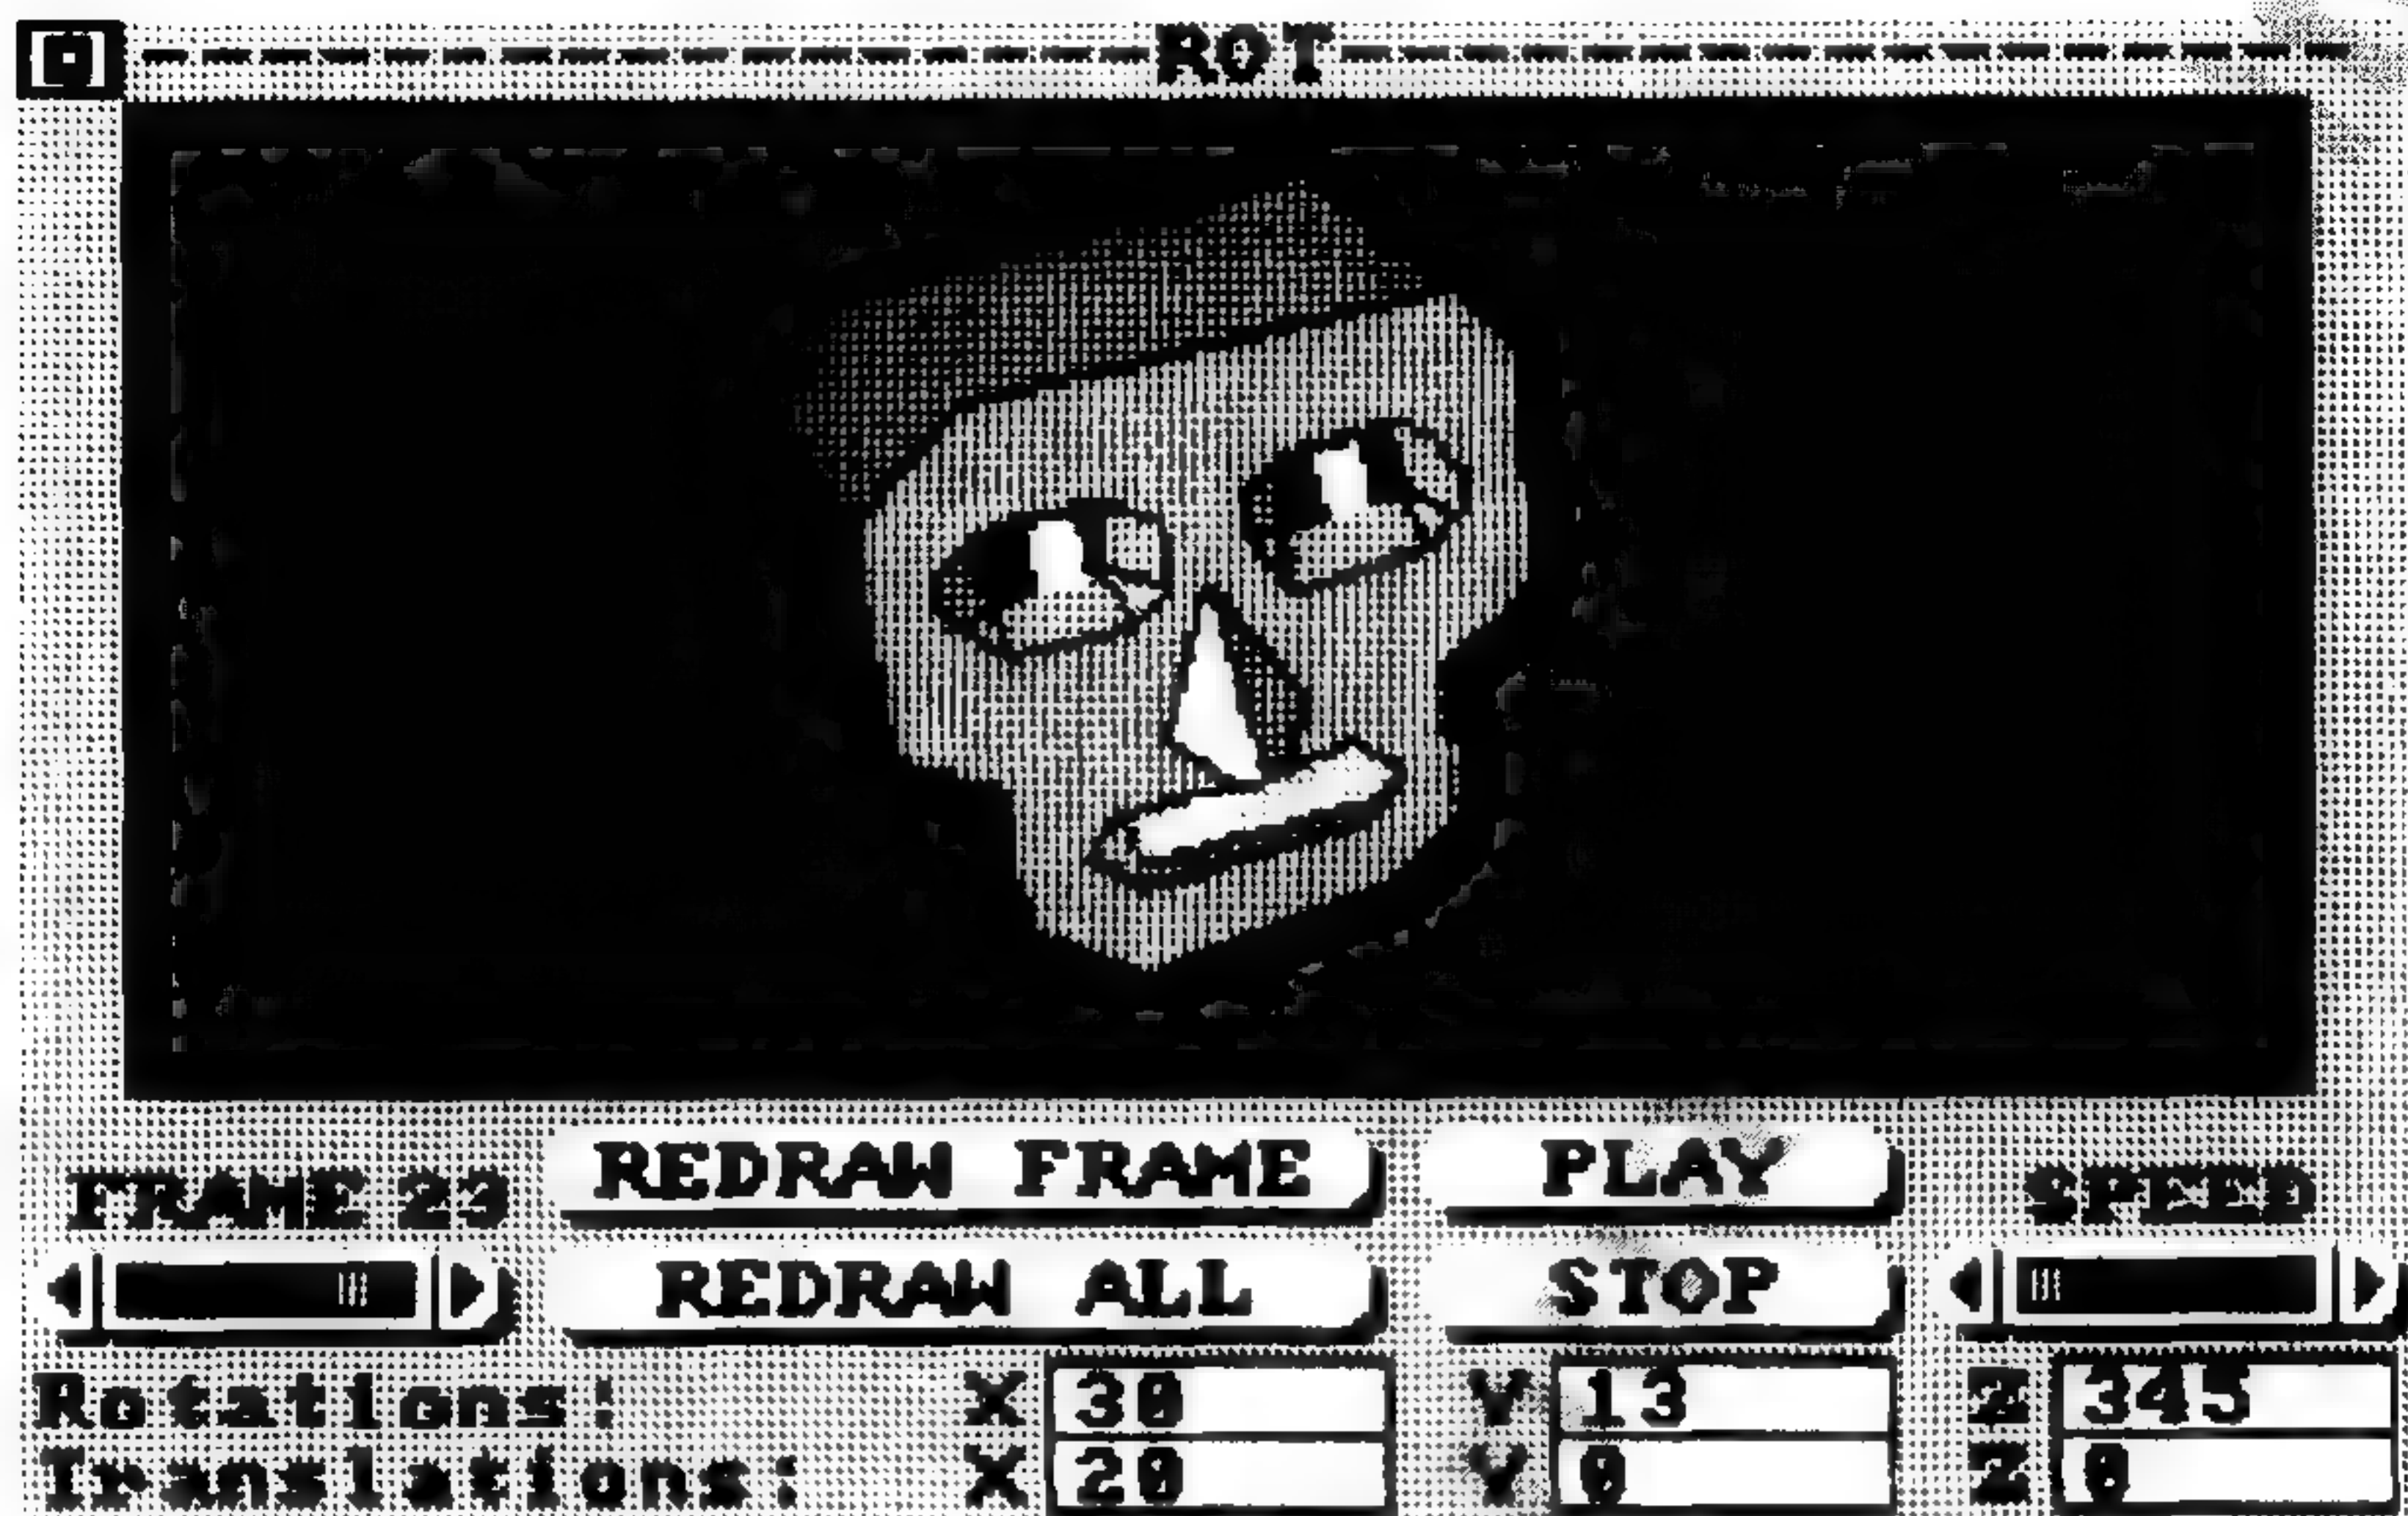 ROT
REDRAW FRAME PLAY
FRAME 23 SPEED
REDRAW ALL STOP
Rotations: X 30 Y 13 Z 345
Translations: X 20 Y 0 Z 0